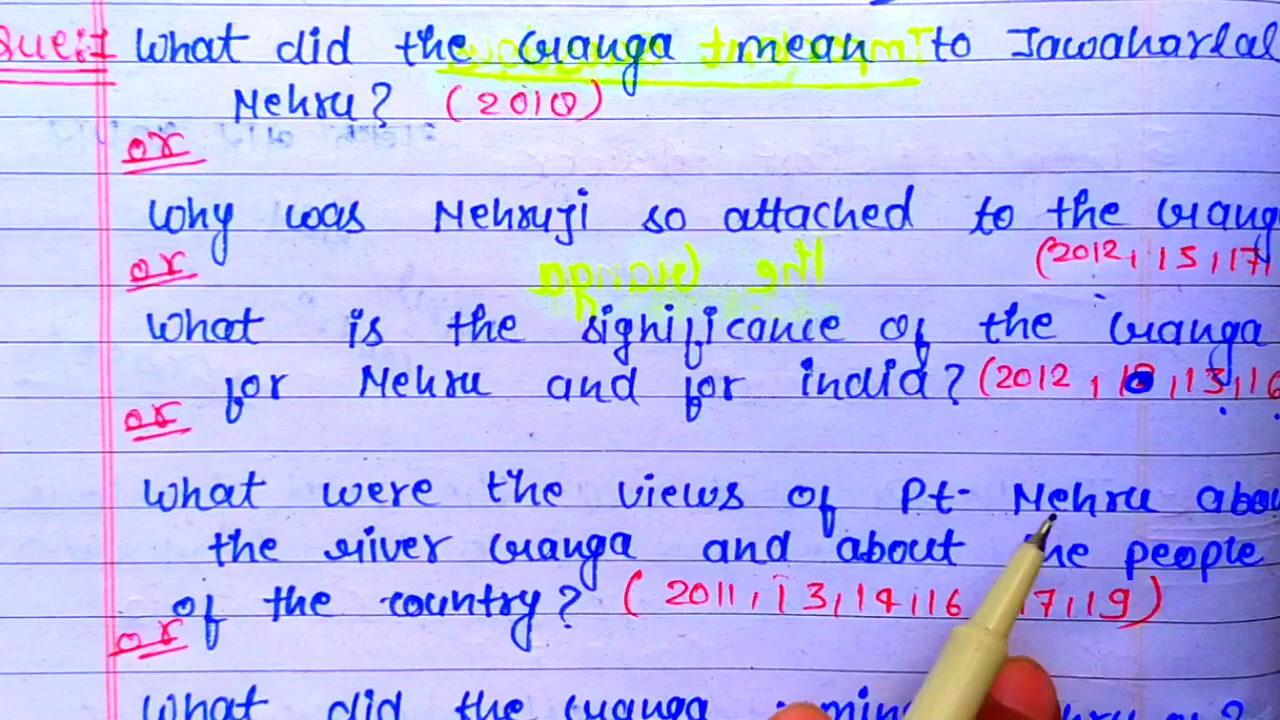 Ques:1 What did the Ganga mean to Jawaharlal
Nehru? (2010)
or
Why was Nehruji so attached to the Gang
(2012, 15, 17,
or
What is the significance of the Ganga
for Nehru and for india? (2012, 13, 16
or
What were the views of Pt. Nehru abou
the river Ganga and about the people
of the country? (2011, 13, 14, 16 17, 19)
or
What did the Ganga